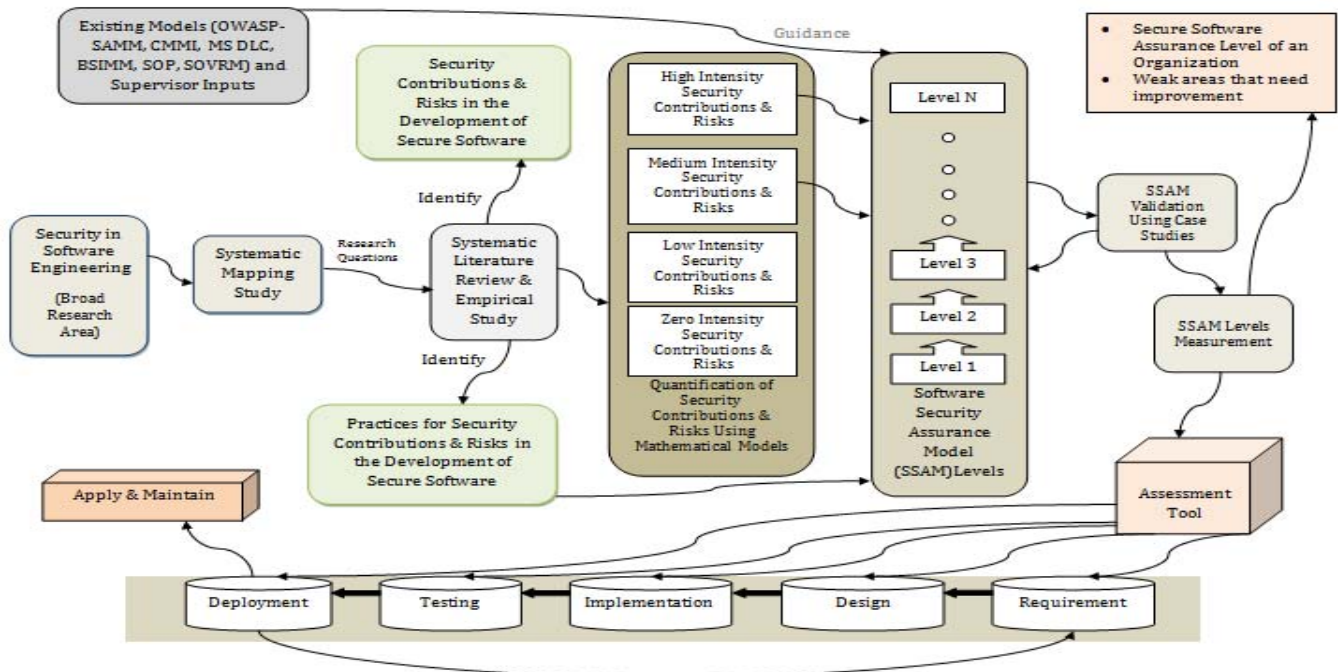 Existing Models (OWASP-
SAMM, CMMI, MS DLC,
BSIMM, SOP, SOVRM) and
Supervisor Inputs
Guidance
Security
Contributions &
Risks in the
Development of
Secure Software
High Intensity
Security
Contributions &
Risks
Medium Intensity
Security
Contributions &
Risks
Low Intensity
Security
Contributions &
Risks
Zero Intensity
Security
Contributions &
Risks
Quantification of
Security
Contributions &
Risks Using
Mathematical Models
Level N
Level 3
Level 2
Level 1
Software
Security
Assurance
Model
(SSAM)Levels
• Secure Software
Assurance Level of an
Organization
• Weak areas that need
improvement
Identify
Security in
Software
Engineering
(Broad
Research
Area)
Systematic
Mapping
Study
Research
Questions
Systematic
Literature
Review &
Empirical
Study
Identify
Practices for Security
Contributions & Risks in
the Development of
Secure Software
SSAM
Validation
Using Case
Studies
SSAM Levels
Measurement
Apply & Maintain
Assessment
Tool
Deployment
Testing
Implementation
Design
Requirement